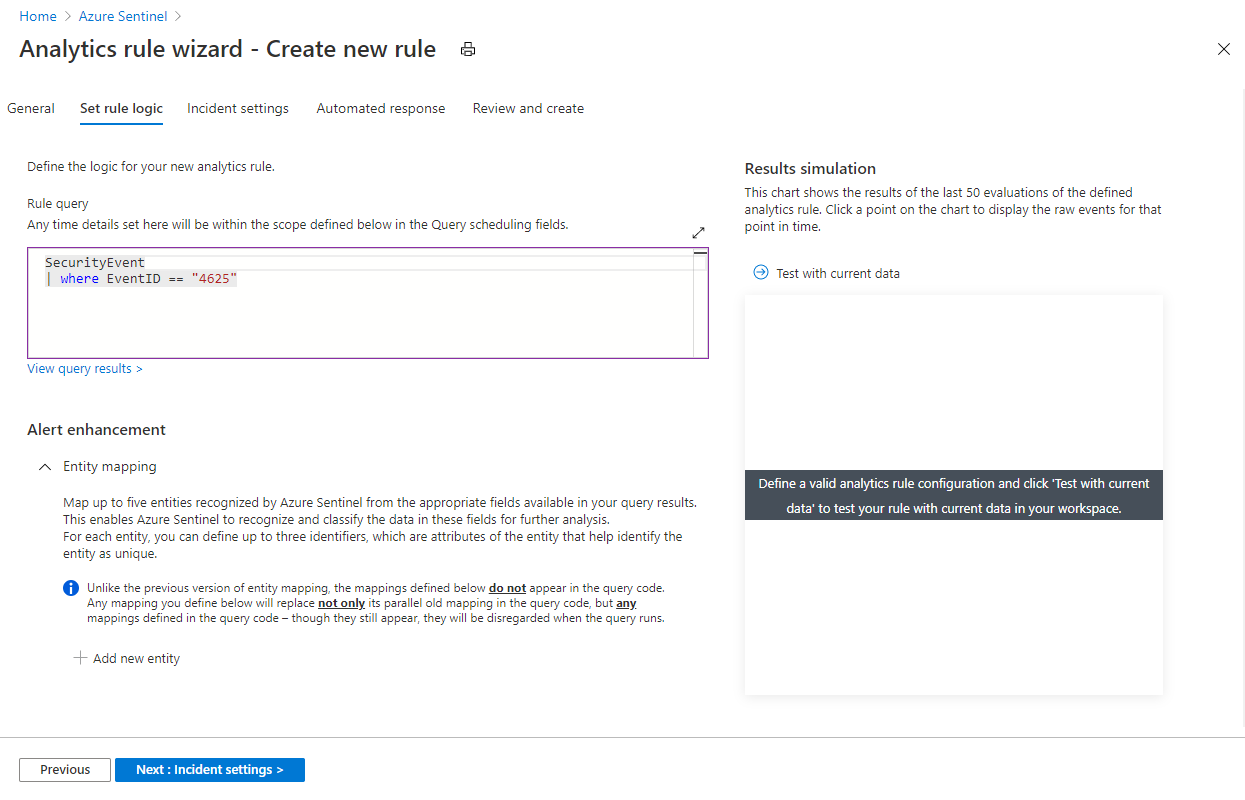 Home > Azure Sentinel >
Analytics rule wizard - Create new rule
General Set rule logic Incident settings Automated response Review and create
Define the logic for your new analytics rule.
Rule query
Any time details set here will be within the scope defined below in the Query scheduling fields.
SecurityEvent
| where EventID == "4625"
View query results >
Alert enhancement
Entity mapping
Map up to five entities recognized by Azure Sentinel from the appropriate fields available in your query results.
This enables Azure Sentinel to recognize and classify the data in these fields for further analysis.
For each entity, you can define up to three identifiers, which are attributes of the entity that help identify the
entity as unique.
Unlike the previous version of entity mapping, the mappings defined below do not appear in the query code.
Any mapping you define below will replace not only its parallel old mapping in the query code, but any
mappings defined in the query code – though they still appear, they will be disregarded when the query runs.
Add new entity
Results simulation
This chart shows the results of the last 50 evaluations of the defined
analytics rule. Click a point on the chart to display the raw events for that
point in time.
Test with current data
Define a valid analytics rule configuration and click 'Test with current
data' to test your rule with current data in your workspace.
Previous
Next : Incident settings >